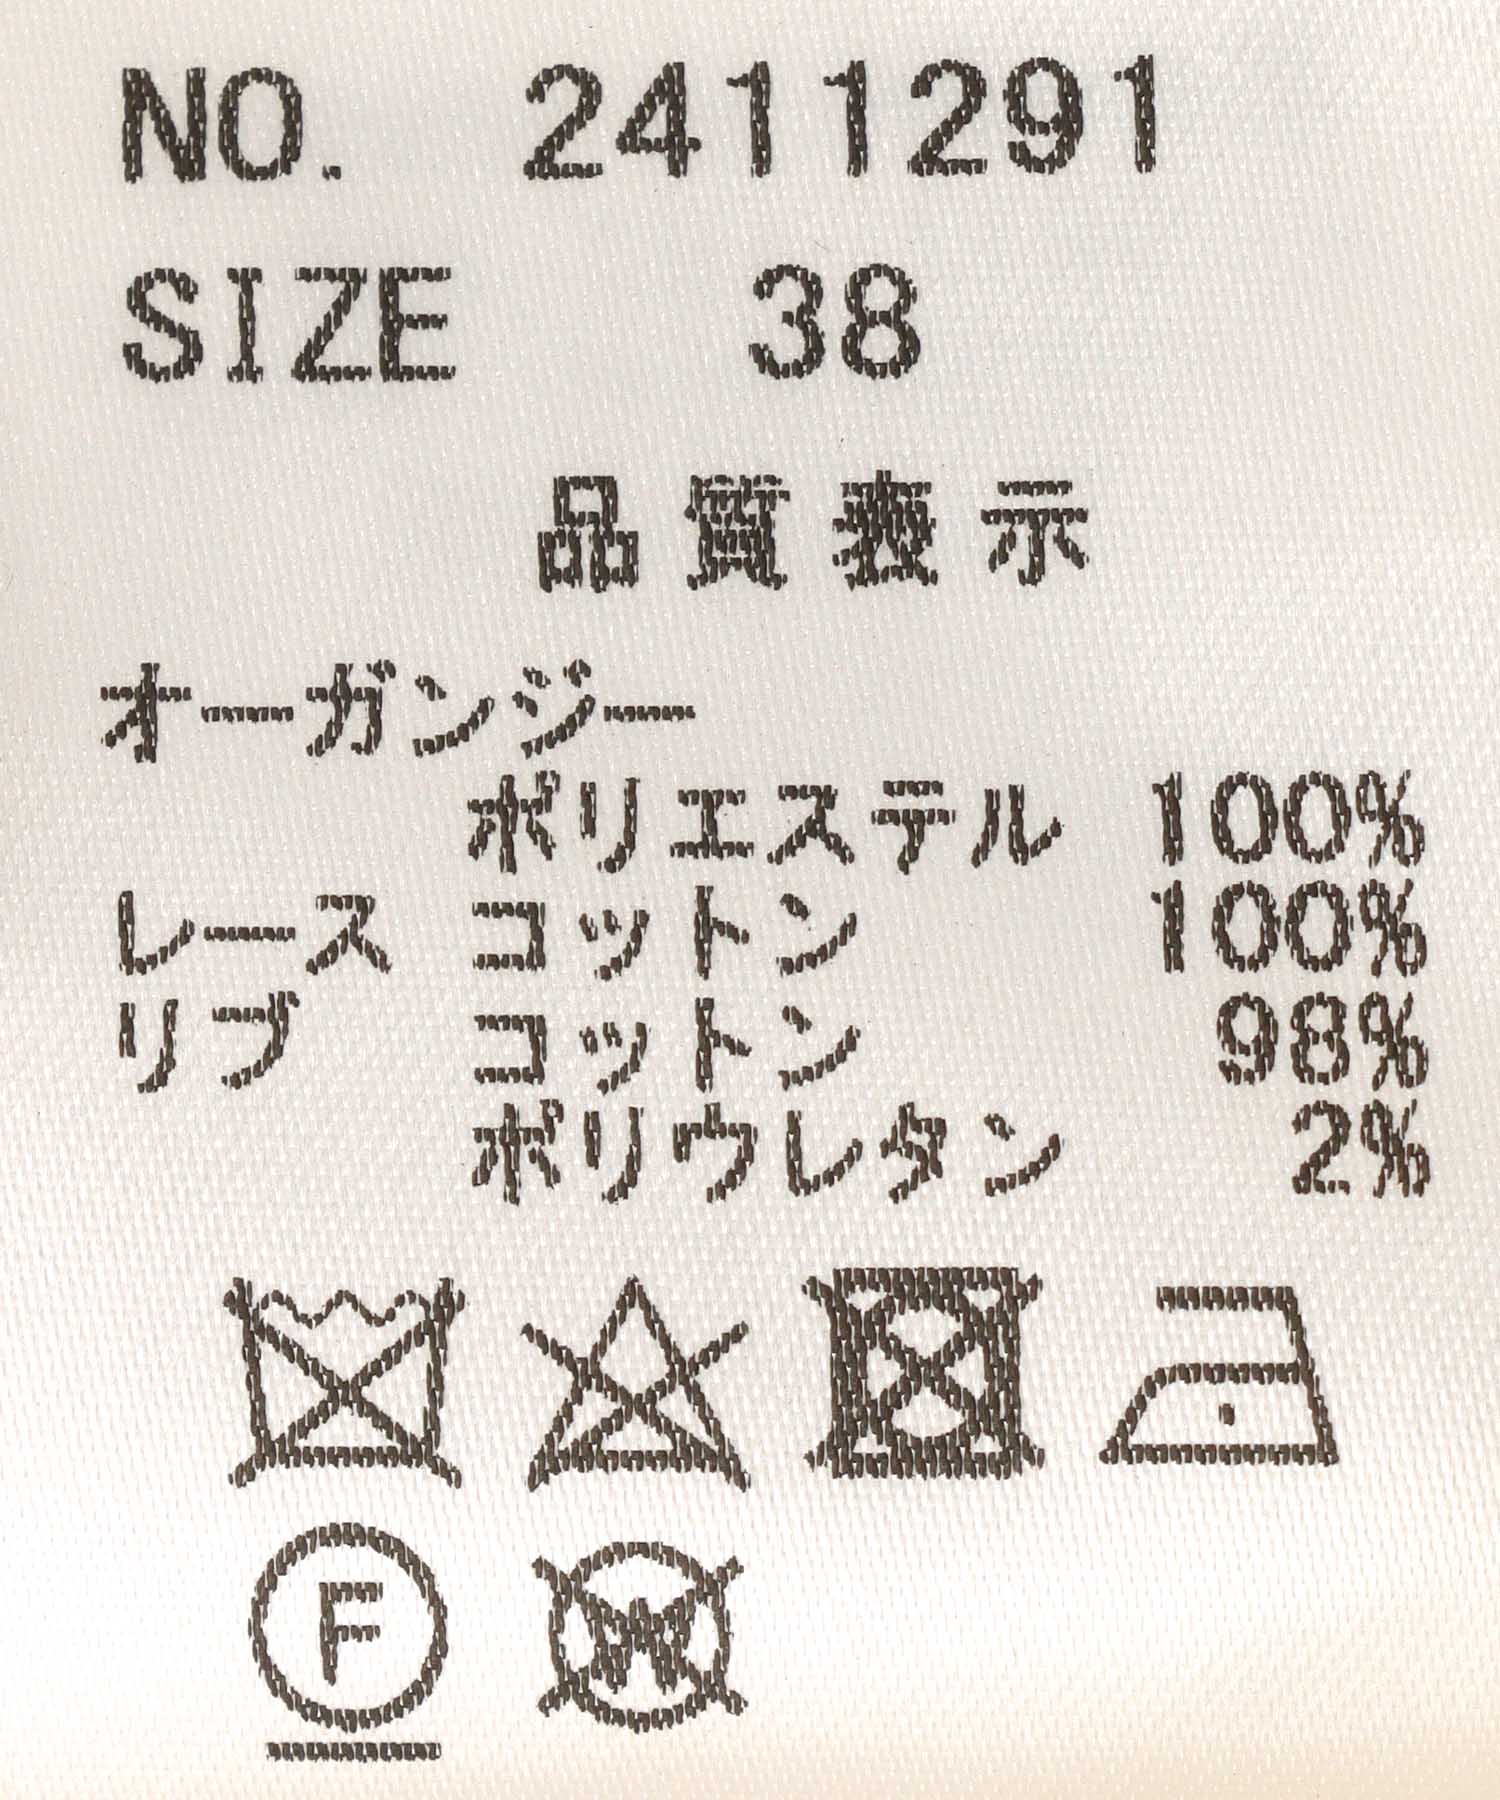 NO. 2411291
SIZE 38
品質表示
オーガンジー
ポリエステル 100%
レース コットン 100%
リブ コットン 98%
ポリウレタン 2%
F
W